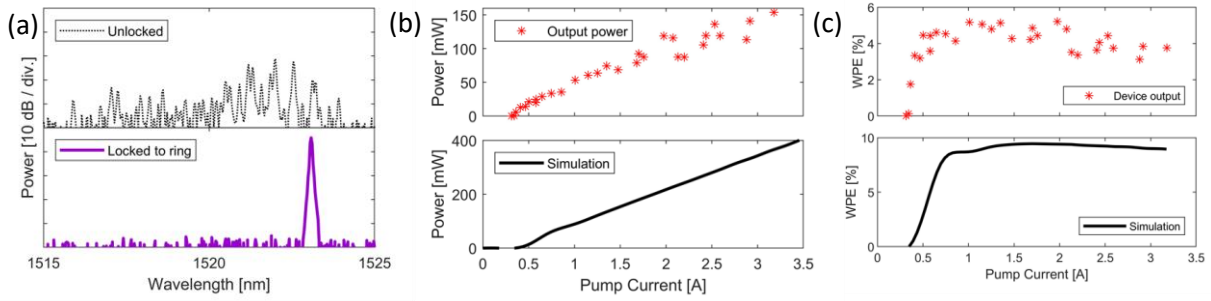 (a)
Unlocked
Locked to ring
Power [10 dB / div.]
1515
1520
1525
Wavelength [nm]
(b)
Output power
Power [mW]
150
100
50
0
Simulation
Power [mW]
400
200
0
0
0.5
1
1.5
2
2.5
3
3.5
Pump Current [A]
(c)
Device output
WPE [%]
6
4
2
0
Simulation
WPE [%]
10
5
0
0
0.5
1
1.5
2
2.5
3
3.5
Pump Current [A]